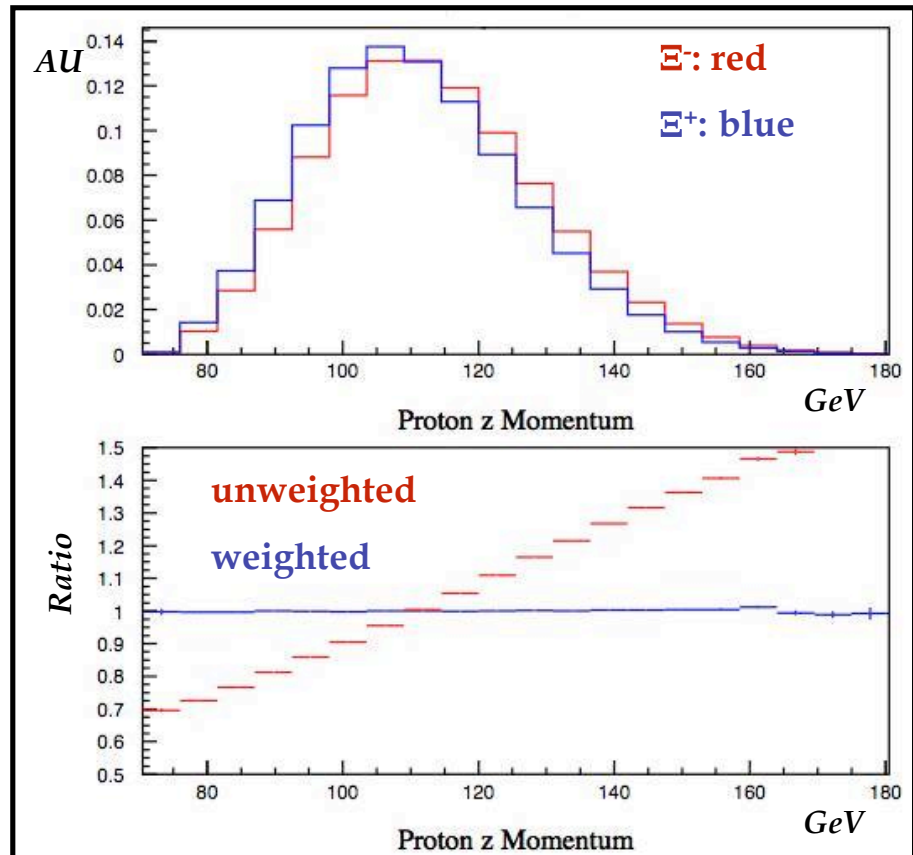 AU
0.14
0.12
0.1
0.08
0.06
0.04
0.02
0
Ξ-: red
Ξ+: blue
80 100 120 140 160 180
GeV
Proton z Momentum
Ratio
1.5
1.4
1.3
1.2
1.1
1
0.9
0.8
0.7
0.6
0.5
unweighted
weighted
80 100 120 140 160 180
GeV
Proton z Momentum